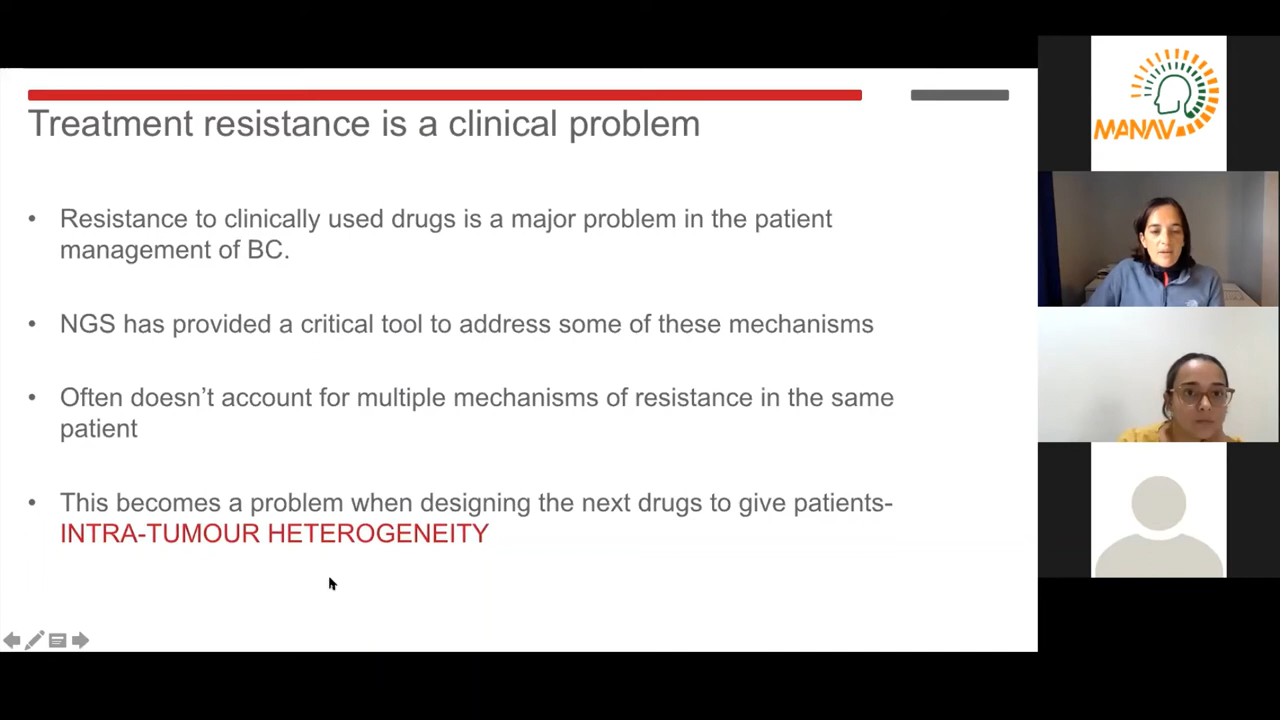 Treatment resistance is a clinical problem
• Resistance to clinically used drugs is a major problem in the patient
management of BC.
• NGS has provided a critical tool to address some of these mechanisms
• Often doesn’t account for multiple mechanisms of resistance in the same
patient
• This becomes a problem when designing the next drugs to give patients-
INTRA-TUMOUR HETEROGENEITY
MANAV